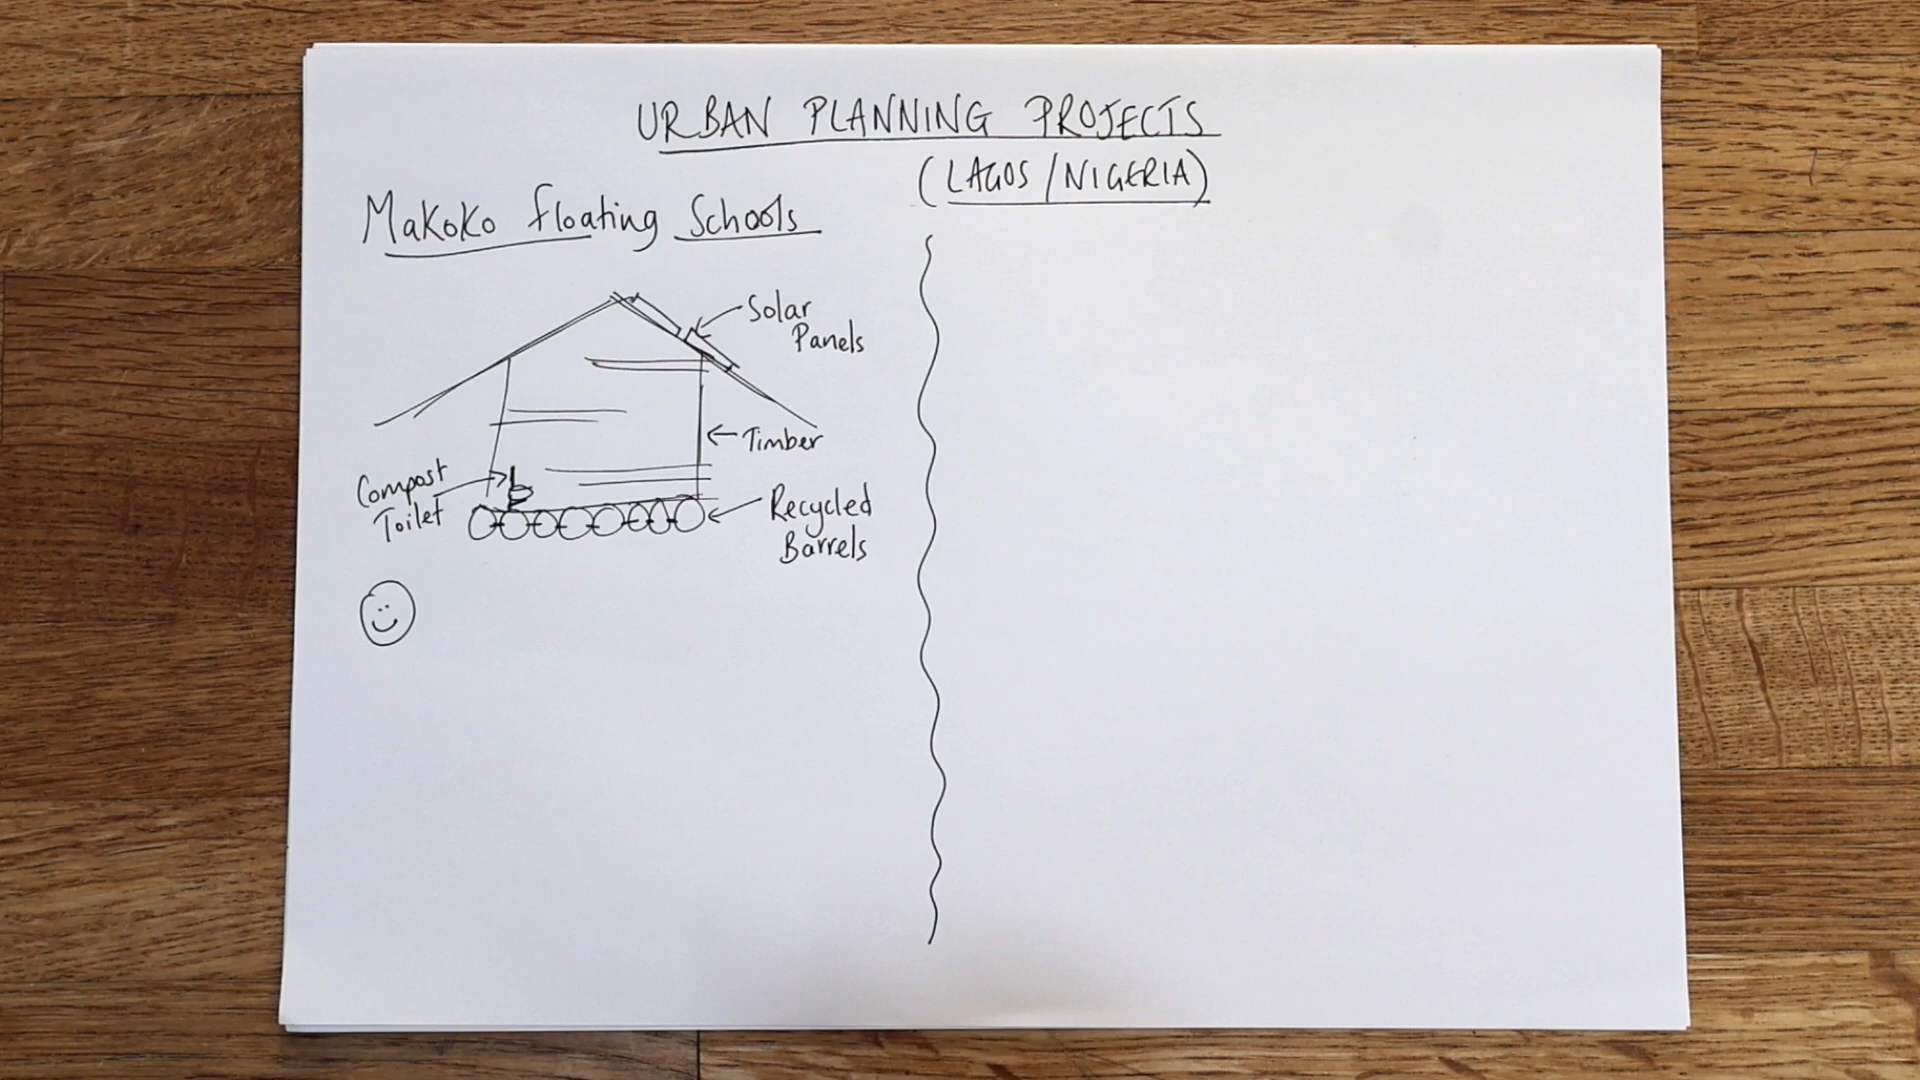 URBAN PLANNING PROJECTS
(LAGOS/NIGERIA)
Makoko floating Schools
Solar
Panels
Timber
Compost
Toilet
Recycled
Barrels